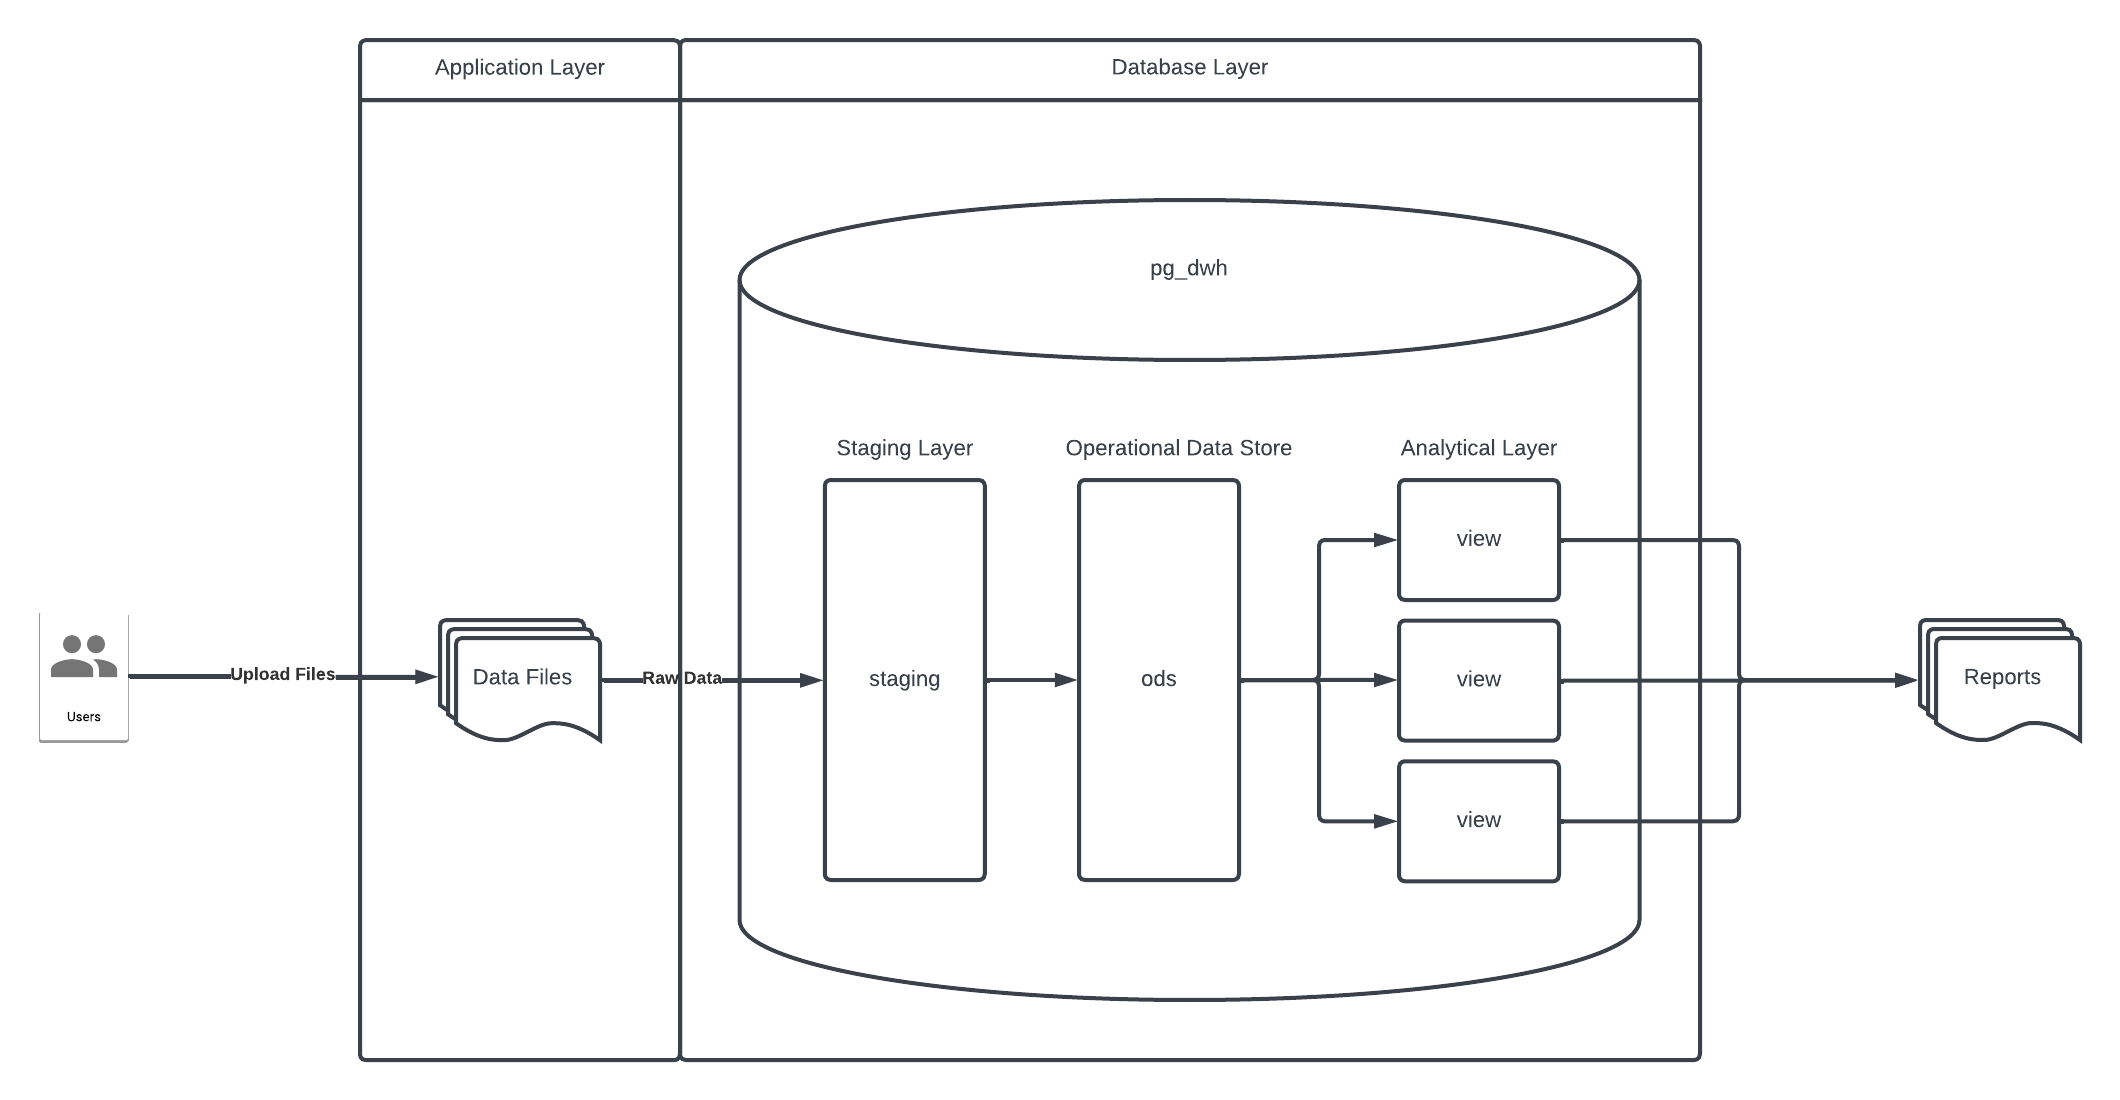 Application Layer
Database Layer
pg_dwh
Staging Layer
Operational Data Store
Analytical Layer
view
Users
Upload Files
Data Files
Raw Data
staging
ods
view
Reports
view